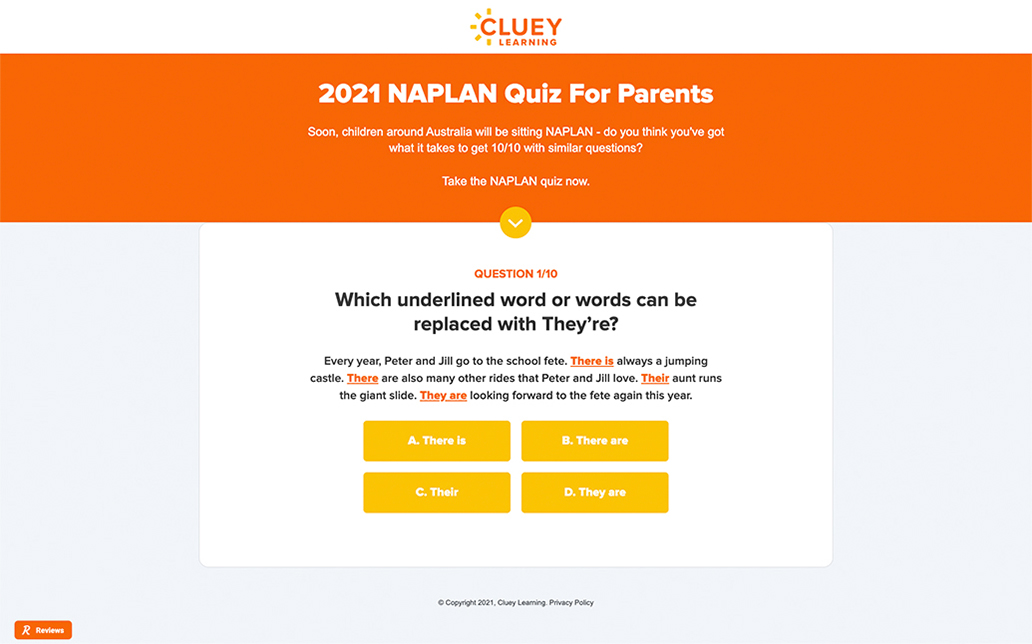 CLUEY
LEARNING
2021 NAPLAN Quiz For Parents
Soon, children around Australia will be sitting NAPLAN - do you think you've got
what it takes to get 10/10 with similar questions?
Take the NAPLAN quiz now.
QUESTION 1/10
Which underlined word or words can be
replaced with They’re?
Every year, Peter and Jill go to the school fete. There is always a jumping
castle. There are also many other rides that Peter and Jill love. Their aunt runs
the giant slide. They are looking forward to the fete again this year.
A. There is
B. There are
C. Their
D. They are
© Copyright 2021, Cluey Learning. Privacy Policy
Reviews